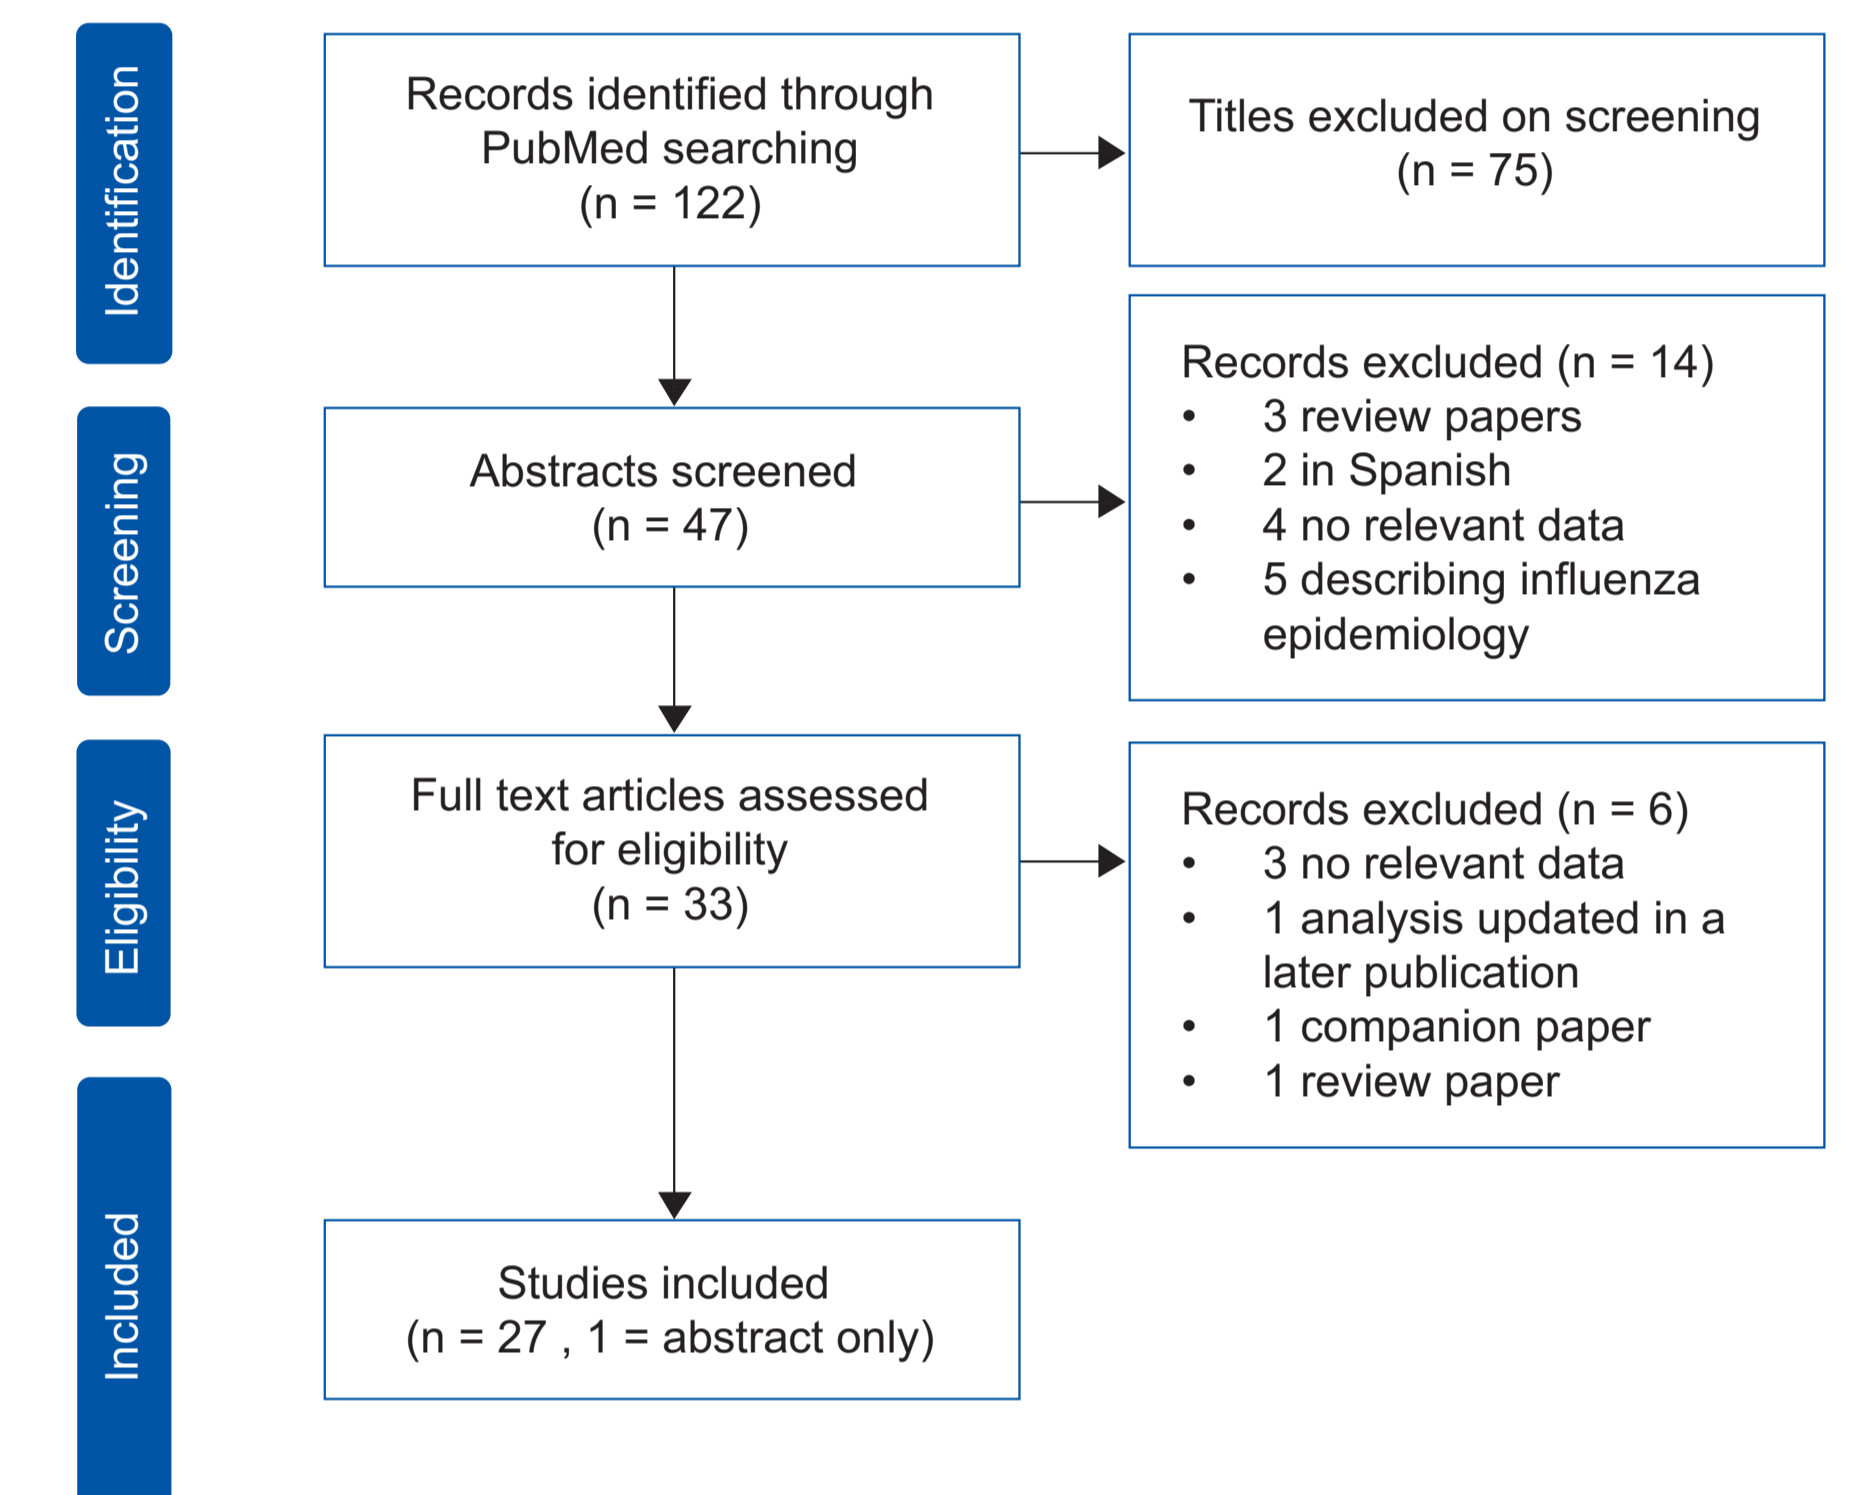 Identification
Records identified through
PubMed searching
(n = 122)
Titles excluded on screening
(n = 75)
Screening
Abstracts screened
(n = 47)
Records excluded (n = 14)
• 3 review papers
• 2 in Spanish
• 4 no relevant data
• 5 describing influenza
epidemiology
Eligibility
Full text articles assessed
for eligibility
(n = 33)
Records excluded (n = 6)
• 3 no relevant data
• 1 analysis updated in a
later publication
• 1 companion paper
• 1 review paper
Included
Studies included
(n = 27 , 1 = abstract only)